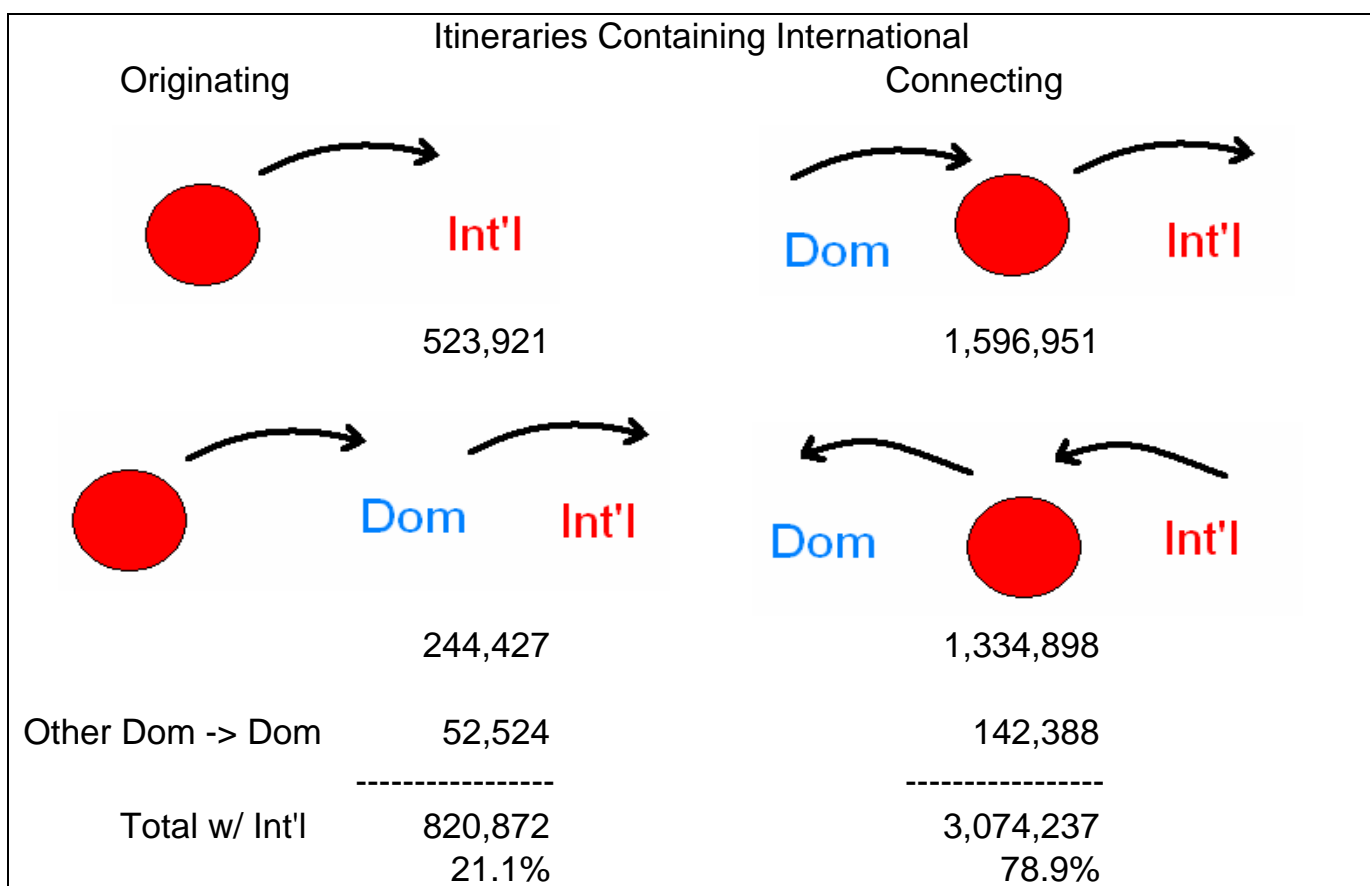 Itineraries Containing International
Originating Connecting
Int'l Dom Int'l
523,921 1,596,951
Dom Int'l Dom Int'l
244,427 1,334,898
Other Dom -> Dom 52,524 142,388
----------------- -----------------
Total w/ Int'l 820,872 3,074,237
21.1% 78.9%